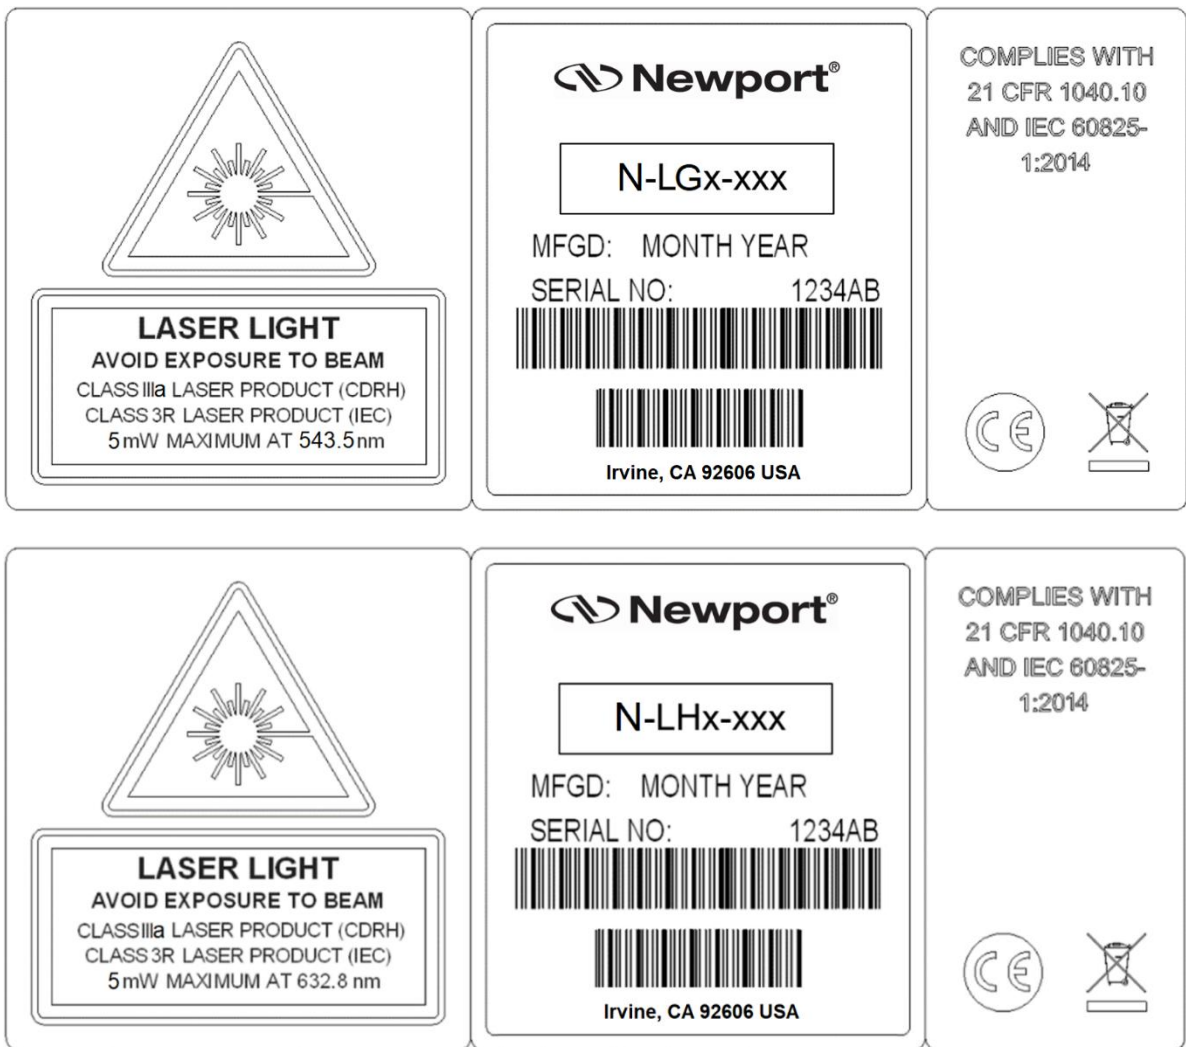 LASER LIGHT
AVOID EXPOSURE TO BEAM
CLASS IIIa LASER PRODUCT (CDRH)
CLASS 3R LASER PRODUCT (IEC)
5mW MAXIMUM AT 543.5nm
Newport®
N-LGx-xxx
MFGD: MONTH YEAR
SERIAL NO: 1234AB
Irvine, CA 92606 USA
COMPLIES WITH
21 CFR 1040.10
AND IEC 60825-
1:2014
CE
LASER LIGHT
AVOID EXPOSURE TO BEAM
CLASS IIIa LASER PRODUCT (CDRH)
CLASS 3R LASER PRODUCT (IEC)
5mW MAXIMUM AT 632.8 nm
Newport®
N-LHx-xxx
MFGD: MONTH YEAR
SERIAL NO: 1234AB
Irvine, CA 92606 USA
COMPLIES WITH
21 CFR 1040.10
AND IEC 60825-
1:2014
CE